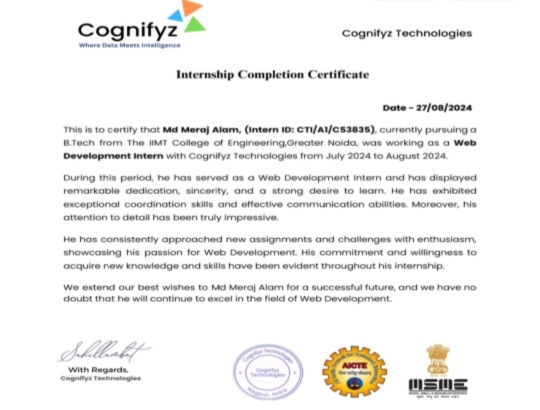 Cognifyz
Where Data Meets Intelligence
Cognifyz Technologies
Internship Completion Certificate
Date - 27/08/2024
This is to certify that Md Meraj Alam, (Intern ID: CTI/A1/C53835), currently pursuing a
B.Tech from The IIMT College of Engineering,Greater Noida, was working as a Web
Development Intern with Cognifyz Technologies from July 2024 to August 2024.
During this period, he has served as a Web Development Intern and has displayed
remarkable dedication, sincerity, and a strong desire to learn. He has exhibited
exceptional coordination skills and effective communication abilities. Moreover, his
attention to detail has been truly impressive.
He has consistently approached new assignments and challenges with enthusiasm,
showcasing his passion for Web Development. His commitment and willingness to
acquire new knowledge and skills have been evident throughout his internship.
We extend our best wishes to Md Meraj Alam for a successful future, and we have no
doubt that he will continue to excel in the field of Web Development.
With Regards,
Cognifyz Technologies
Cognifyz Technologies
Cognifyz
Technologies
Nagpur, India
AICTE
MSME